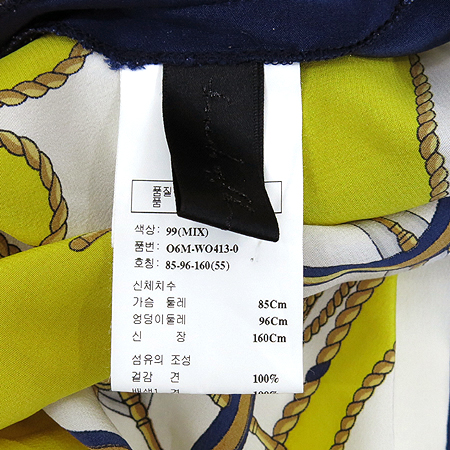 품질
품
색상: 99(MIX)
품번: O6M-WO413-0
호칭: 85-96-160(55)
신체치수
가슴 둘레 85Cm
엉덩이둘레 96Cm
신 장 160Cm
섬유의 조성
겉감 견 100%
100%